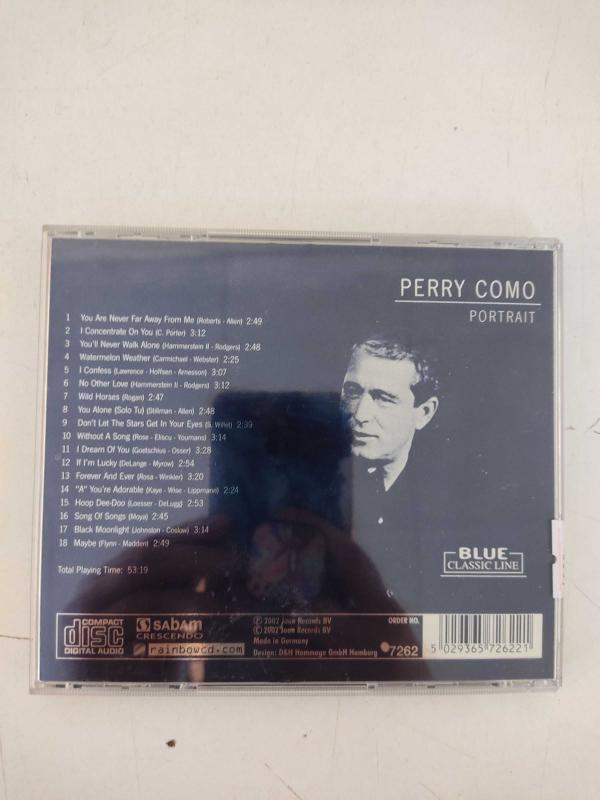 PERRY COMO
PORTRAIT
1 You Are Never Far Away From Me (Roberts - Allen) 2:49
2 I Concentrate On You (C. Porter) 3:12
3 You'll Never Walk Alone (Hammerstein II - Rodgers) 2:48
4 Watermelon Weather (Carmichael - Webster) 2:25
5 I Confess (Lawrence - Hoffsen - Arnesson) 3:07
6 No Other Love (Hammerstein II - Rodgers) 3:12
7 Wild Horses (Rogan) 2:47
8 You Alone (Solo Tu) (Stillman - Allen) 2:48
9 Don't Let The Stars Get In Your Eyes (S. Willet) 2:39
10 Without A Song (Rose - Eliscu - Youmans) 3:14
11 I Dream Of You (Goetschius - Osser) 3:28
12 If I'm Lucky (DeLange - Myrow) 2:54
13 Forever And Ever (Rosa - Winkler) 3:20
14 "A" You're Adorable (Kaye - Wise - Lippmann) 2:24
15 Hoop Dee-Doo (Loesser - DeLugg) 2:53
16 Song Of Songs (Moya) 2:45
17 Black Moonlight (Johnston - Coslow) 3:14
18 Maybe (Flynn - Madden) 2:49
Total Playing Time: 53:19
BLUE
CLASSIC LINE
COMPACT
disc
DIGITAL AUDIO
sabam
CRESCENDO
rainbowcd.com
Ⓟ 2002 Records BV
© 2002 Records BV
Made in Germany
Design: D&H Hommage GmbH Hamburg
ORDER NO.
7262
5 029365 726221